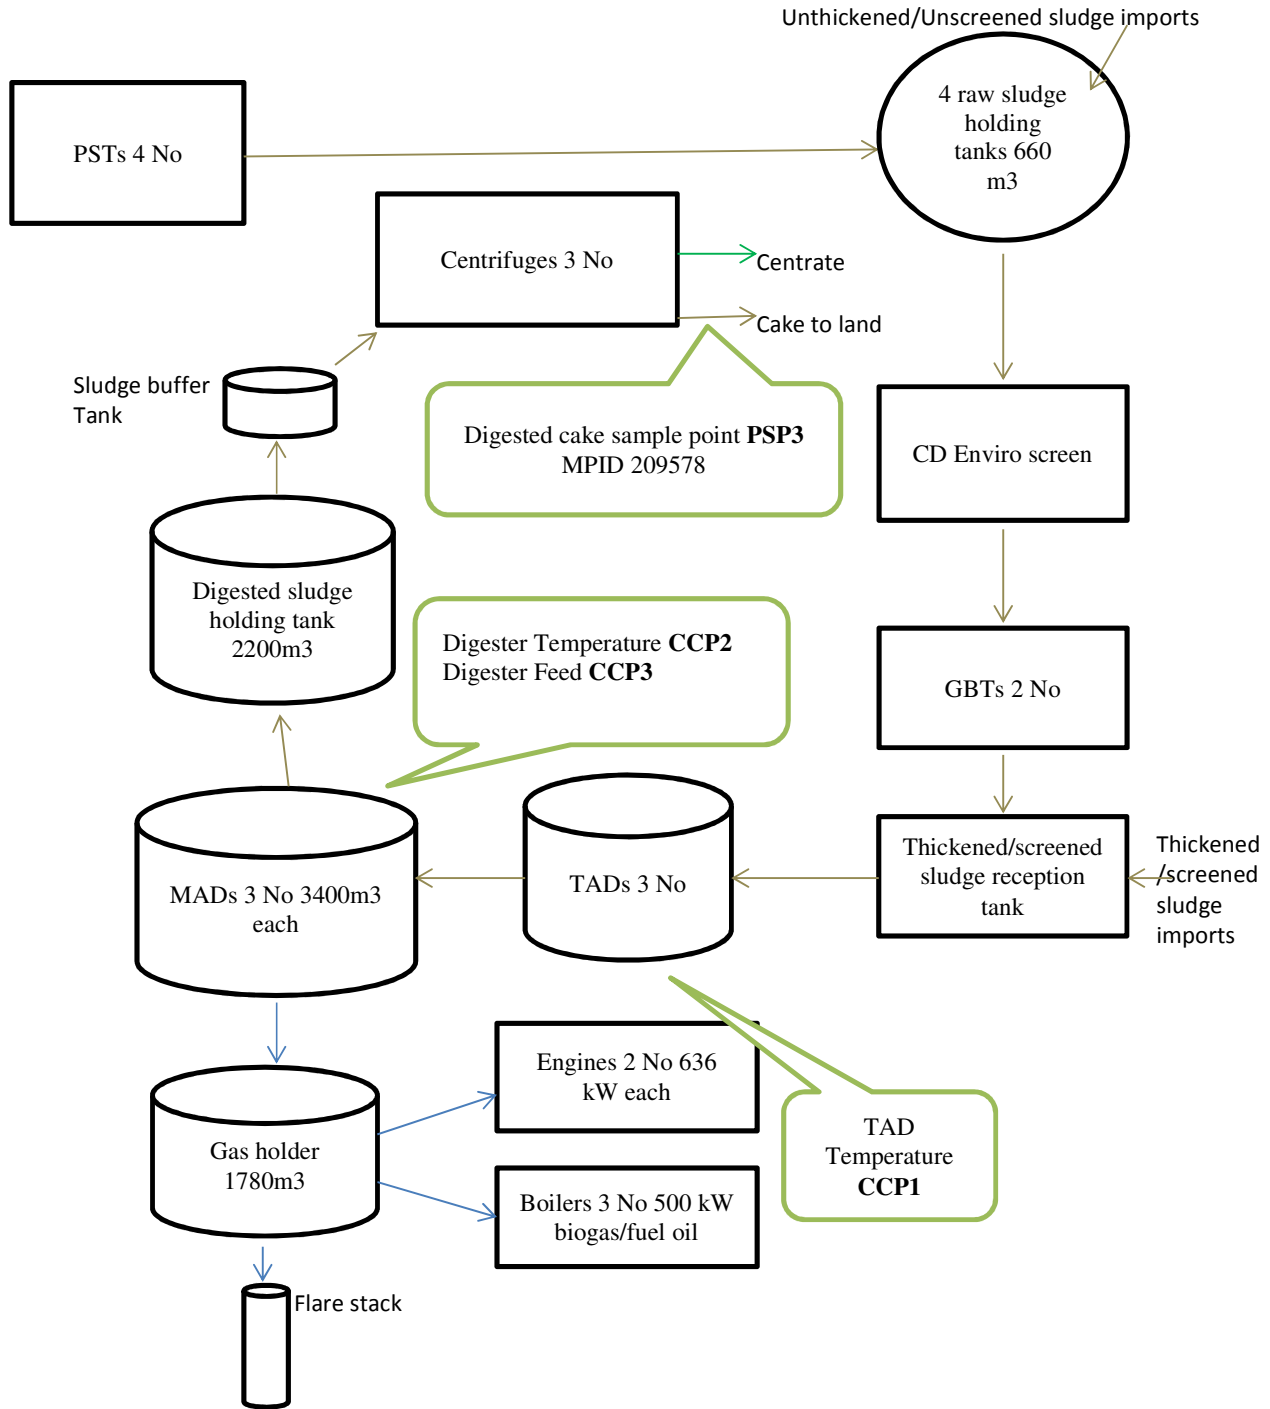 Unthickened/Unscreened sludge imports
PSTs 4 No
4 raw sludge
holding
tanks 660
m3
Centrifuges 3 No
Centrate
Cake to land
Sludge buffer
Tank
Digested cake sample point PSP3
MPID 209578
CD Enviro screen
Digested sludge
holding tank
2200m3
Digester Temperature CCP2
Digester Feed CCP3
GBTs 2 No
MADs 3 No 3400m3
each
TADs 3 No
Thickened/screened
sludge reception
tank
Thickened
/screened
sludge
imports
Engines 2 No 636
kW each
Gas holder
1780m3
TAD
Temperature
CCP1
Boilers 3 No 500 kW
biogas/fuel oil
Flare stack